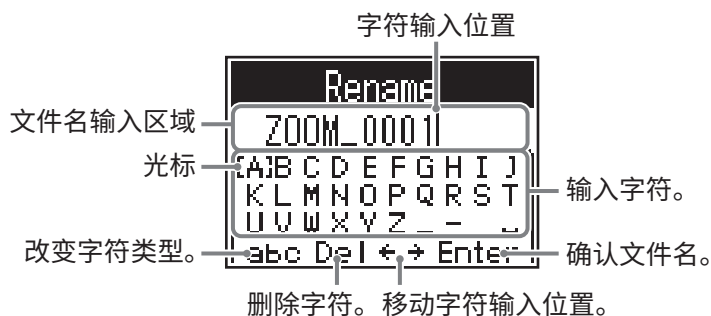 字符输入位置
Rename
文件名输入区域
ZOOM_0001
光标
[A]B C D E F G H I J
K L M N O P Q R S T
输入字符。
U V W X Y Z _ - ␣
改变字符类型。
abc Del ← → Enter
确认文件名。
删除字符。 移动字符输入位置。